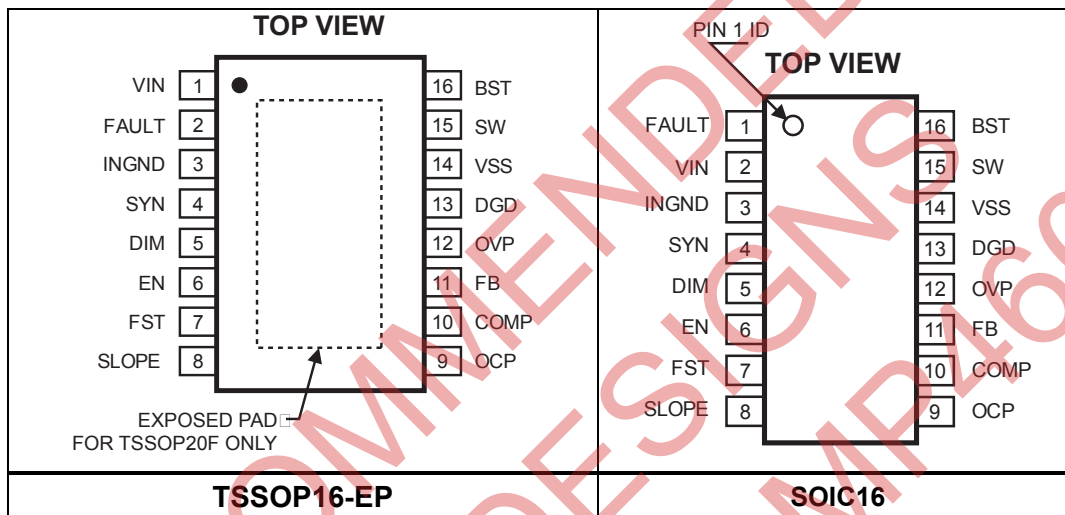 TOP VIEW
VIN 1
FAULT 2
INGND 3
SYN 4
DIM 5
EN 6
FST 7
SLOPE 8
16 BST
15 SW
14 VSS
13 DGD
12 OVP
11 FB
10 COMP
9 OCP
EXPOSED PAD
FOR TSSOP20F ONLY
TSSOP16-EP
PIN 1 ID
TOP VIEW
FAULT 1
VIN 2
INGND 3
SYN 4
DIM 5
EN 6
FST 7
SLOPE 8
16 BST
15 SW
14 VSS
13 DGD
12 OVP
11 FB
10 COMP
9 OCP
SOIC16
OMMENDED
DESIGNS
MP460